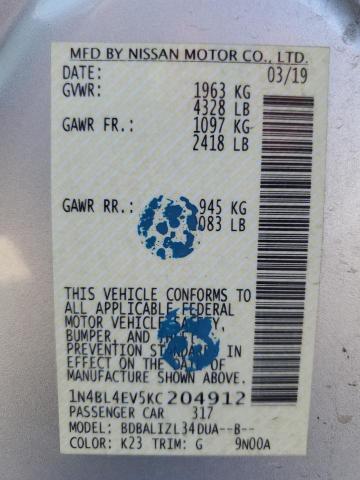 MFD BY NISSAN MOTOR CO., LTD.
DATE: 03/19
GVWR: 1963 KG
4328 LB
GAWR FR.: 1097 KG
2418 LB
GAWR RR.: 945 KG
083 LB
THIS VEHICLE CONFORMS TO
ALL APPLICABLE FEDERAL
MOTOR VEHICLE SAFETY,
BUMPER, AND
PREVENTION STANDARDS IN
EFFECT ON THE DATE OF
MANUFACTURE SHOWN ABOVE.
1N4BL4EV5KC204912
PASSENGER CAR 317
MODEL: BDBALIZL34DUA--B--
COLOR: K23 TRIM: G 9N00A